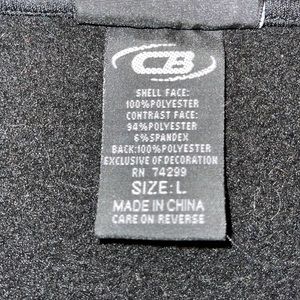 CB
SHELL FACE:
100%POLYESTER
CONTRAST FACE:
94%POLYESTER
6%SPANDEX
BACK:100%POLYESTER
EXCLUSIVE OF DECORATION
RN 74299
SIZE:L
MADE IN CHINA
CARE ON REVERSE